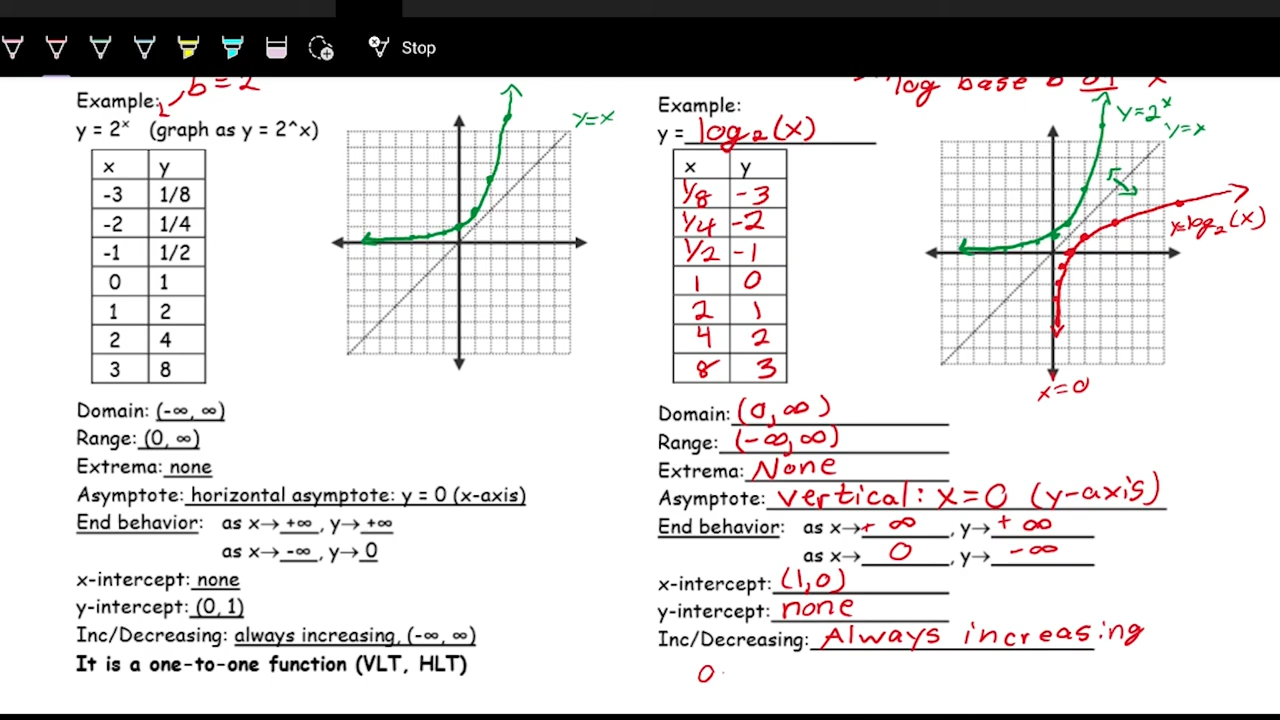 Stop
b = 2
Example:
y = 2ˣ (graph as y = 2^x)
x y
-3 1/8
-2 1/4
-1 1/2
0 1
1 2
2 4
3 8
y=x
Domain: (-∞, ∞)
Range: (0, ∞)
Extrema: none
Asymptote: horizontal asymptote: y = 0 (x-axis)
End behavior: as x→ +∞, y→ +∞
as x→ -∞, y→ 0
x-intercept: none
y-intercept: (0, 1)
Inc/Decreasing: always increasing, (-∞, ∞)
It is a one-to-one function (VLT, HLT)
log base b of x
Example:
y = log₂(x)
x y
1/8 -3
1/4 -2
1/2 -1
1 0
2 1
4 2
8 3
y=2ˣ
y=x
y=log₂(x)
x=0
Domain: (0, ∞)
Range: (-∞, ∞)
Extrema: None
Asymptote: vertical: x=0 (y-axis)
End behavior: as x→ + ∞, y→ + ∞
as x→ 0, y→ -∞
x-intercept: (1,0)
y-intercept: none
Inc/Decreasing: Always increasing
0